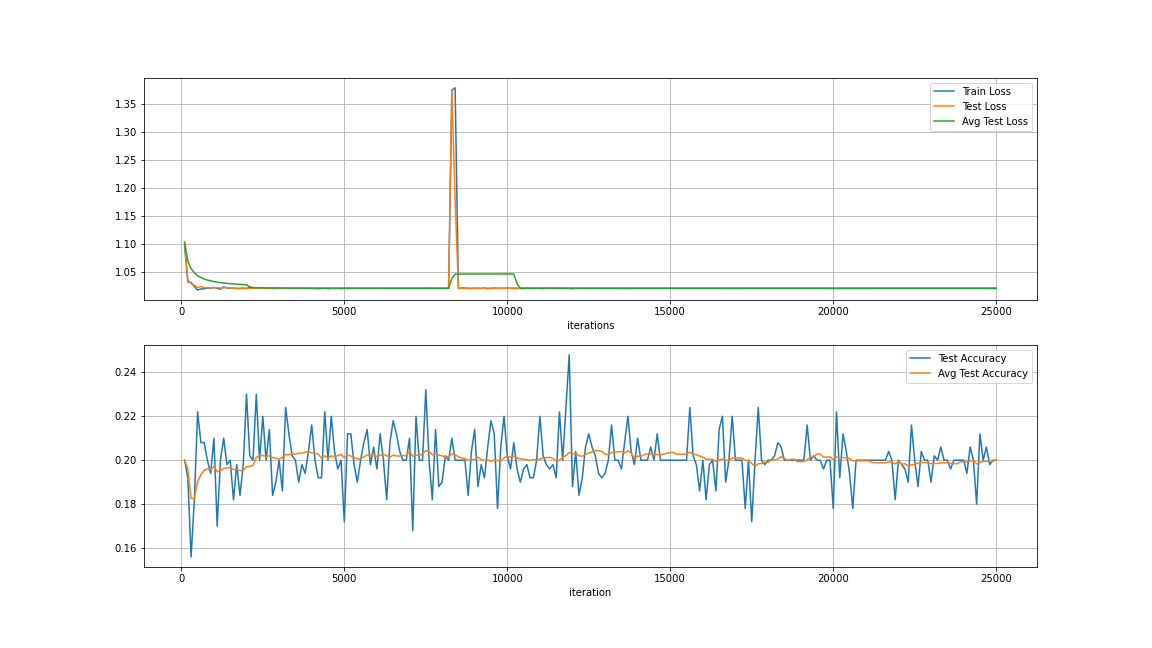 1.35
1.30
1.25
1.20
1.15
1.10
1.05
Train Loss
Test Loss
Avg Test Loss
0 5000 10000 15000 20000 25000
iterations
0.24
0.22
0.20
0.18
0.16
Test Accuracy
Avg Test Accuracy
0 5000 10000 15000 20000 25000
iteration